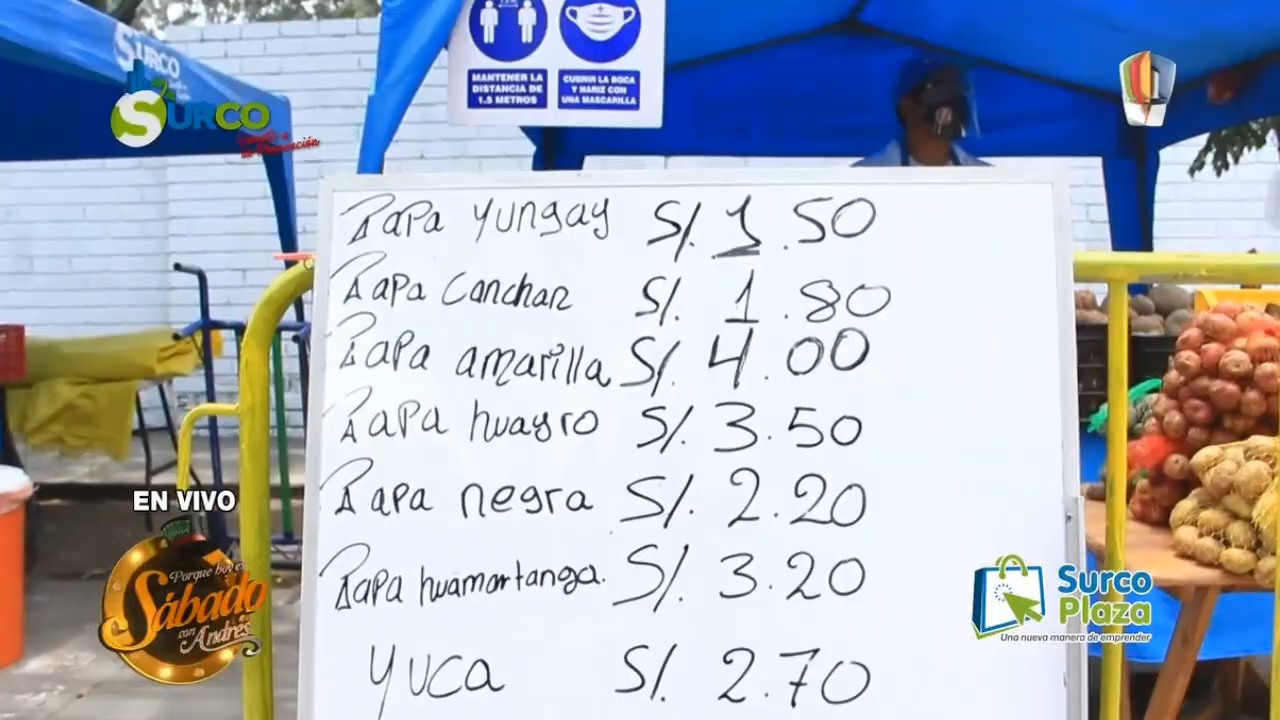 MANTENER LA
DISTANCIA DE
1.5 METROS
CUBRIR LA BOCA
Y NARIZ CON
UNA MASCARILLA
SURCO
SURCO
Papa Yungay S/. 1.50
Papa Canchan S/. 1.80
Papa amarilla S/. 4.00
Papa huayro S/. 3.50
Papa negra S/. 2.20
Papa huamantanga. S/. 3.20
YUCA S/. 2.70
EN VIVO
Porque hoy es
Sábado
con Andrés
Surco
Plaza
Una nueva manera de emprender